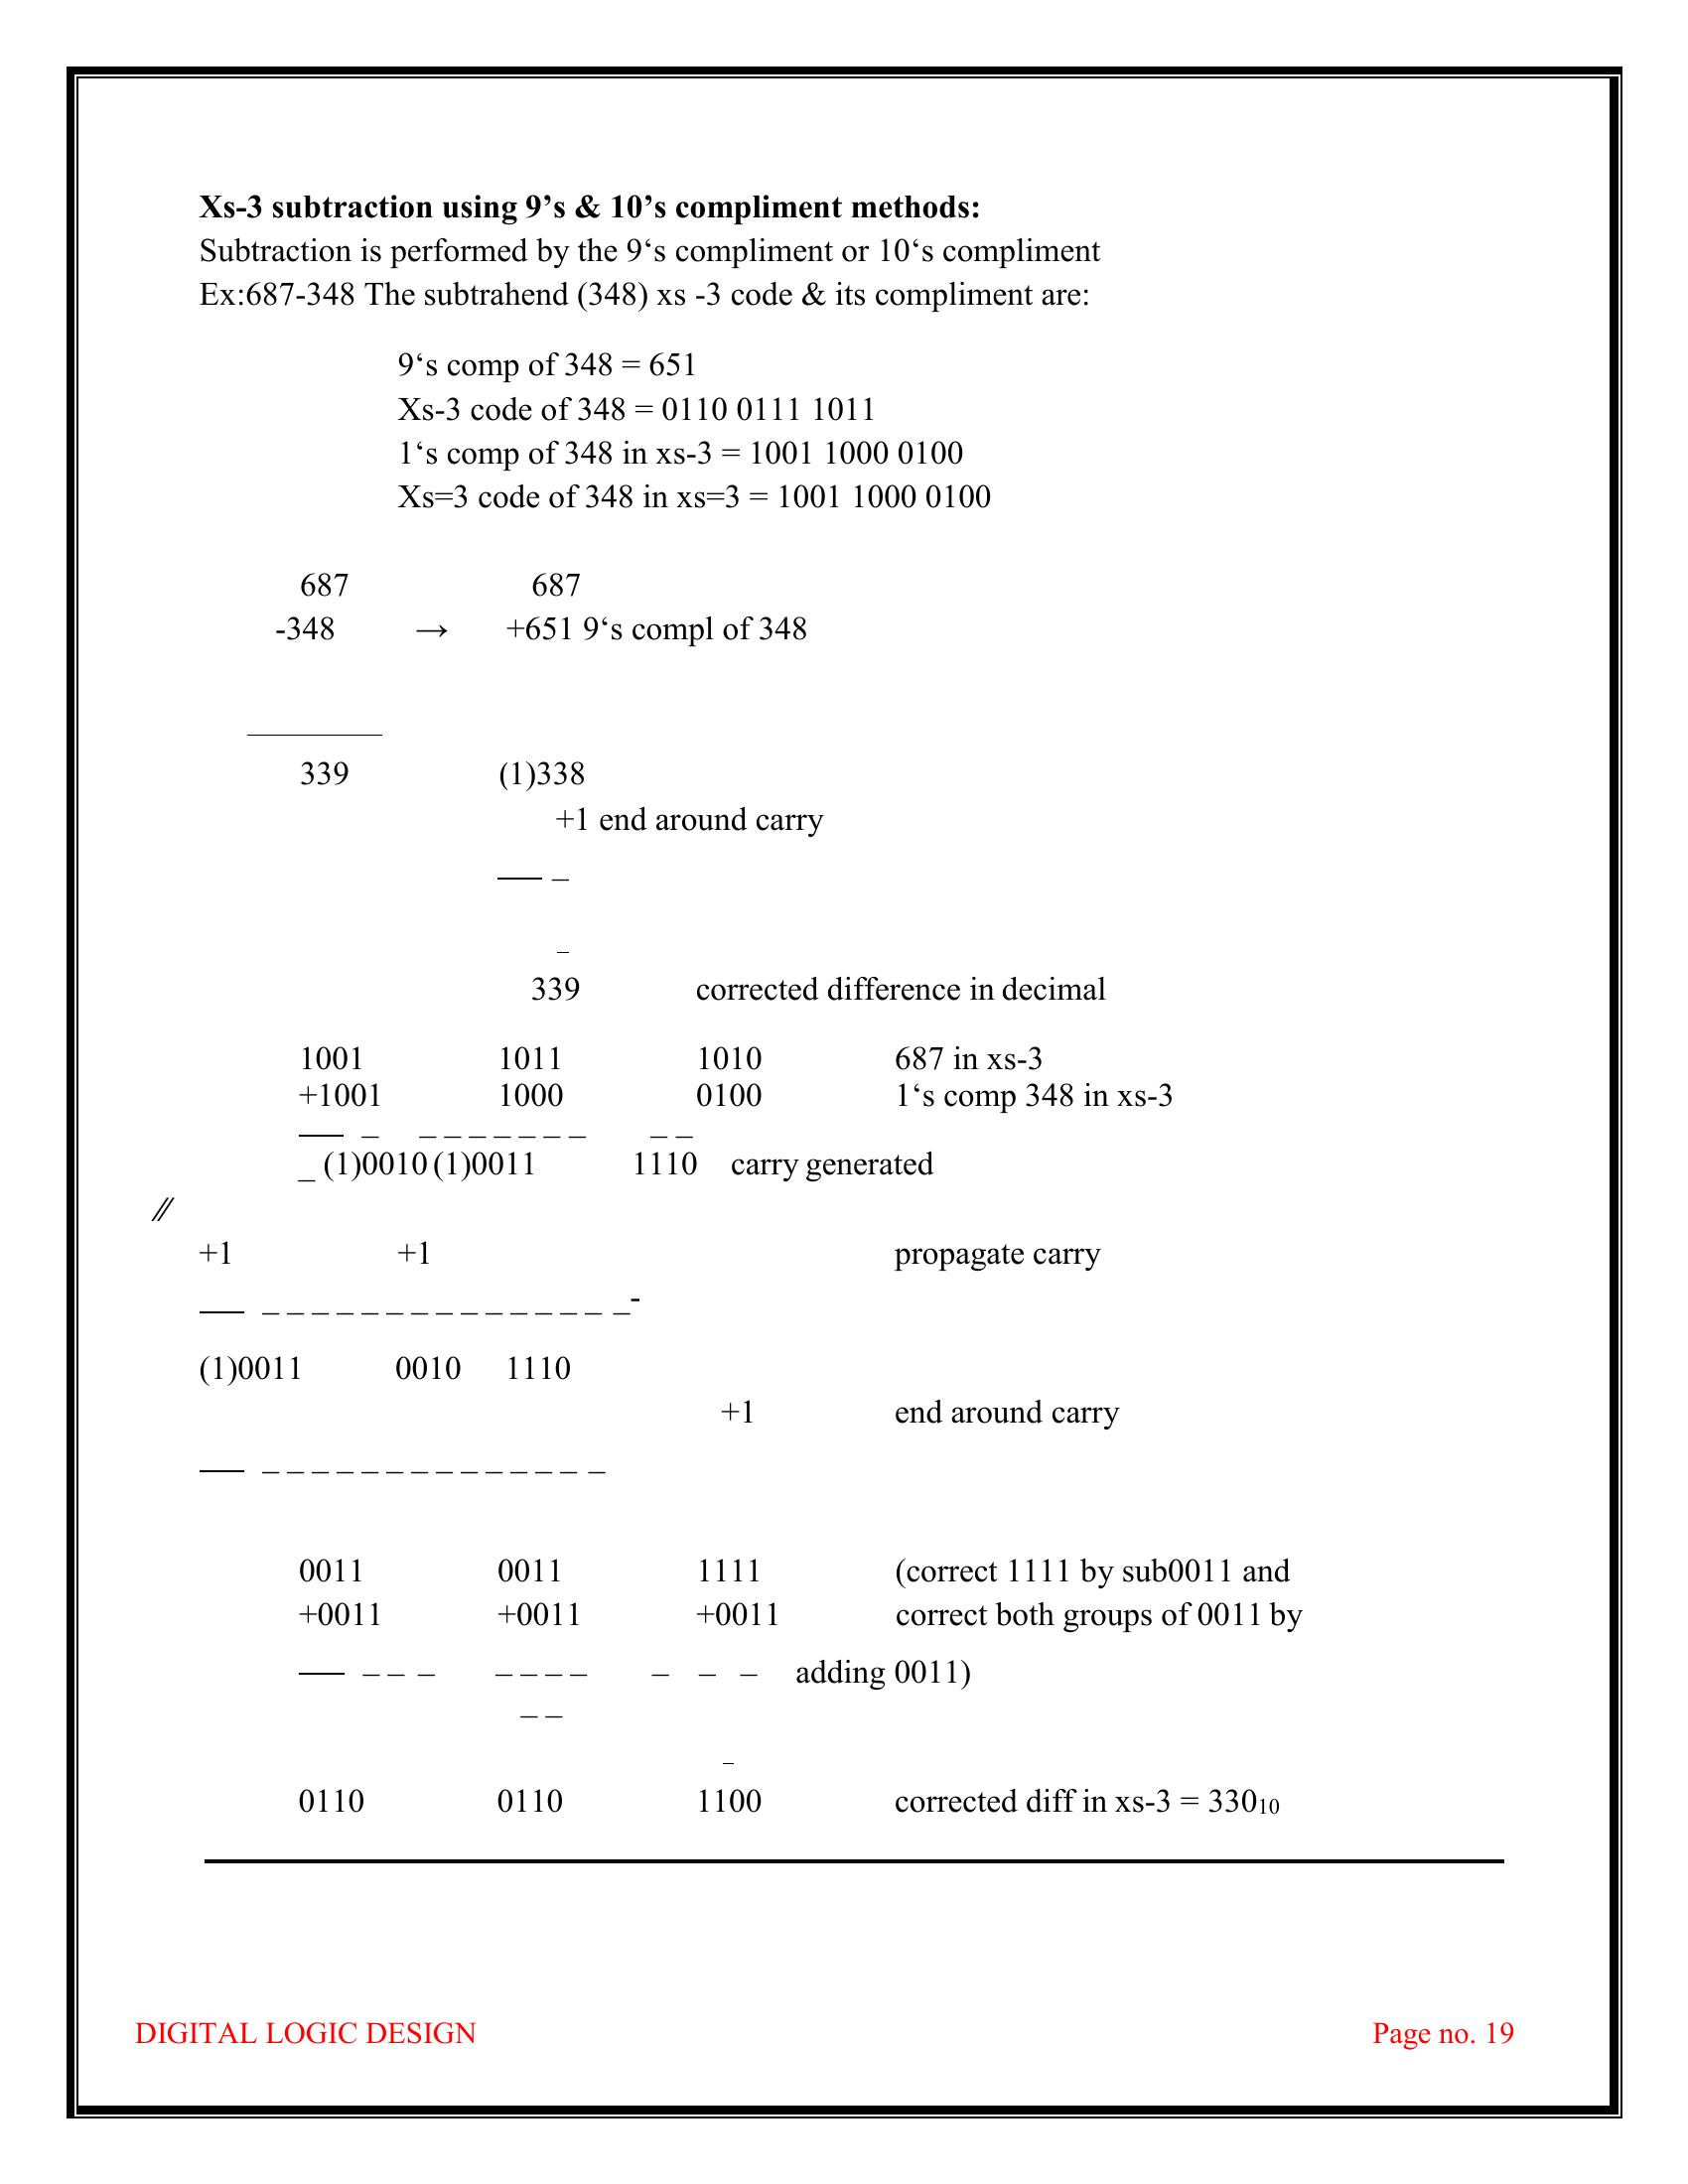 Xs-3 subtraction using 9’s & 10’s compliment methods:
Subtraction is performed by the 9‘s compliment or 10‘s compliment
Ex:687-348 The subtrahend (348) xs -3 code & its compliment are:
9‘s comp of 348 = 651
Xs-3 code of 348 = 0110 0111 1011
1‘s comp of 348 in xs-3 = 1001 1000 0100
Xs=3 code of 348 in xs=3 = 1001 1000 0100
687 687
-348 → +651 9‘s compl of 348
339 (1)338
+1 end around carry
339 corrected difference in decimal
1001 1011 1010 687 in xs-3
+1001 1000 0100 1‘s comp 348 in xs-3
_ (1)0010 (1)0011 1110 carry generated
//
+1 +1 propagate carry
(1)0011 0010 1110
+1 end around carry
0011 0011 1111 (correct 1111 by sub0011 and
+0011 +0011 +0011 correct both groups of 0011 by
adding 0011)
0110 0110 1100 corrected diff in xs-3 = 330₁₀
DIGITAL LOGIC DESIGN Page no. 19